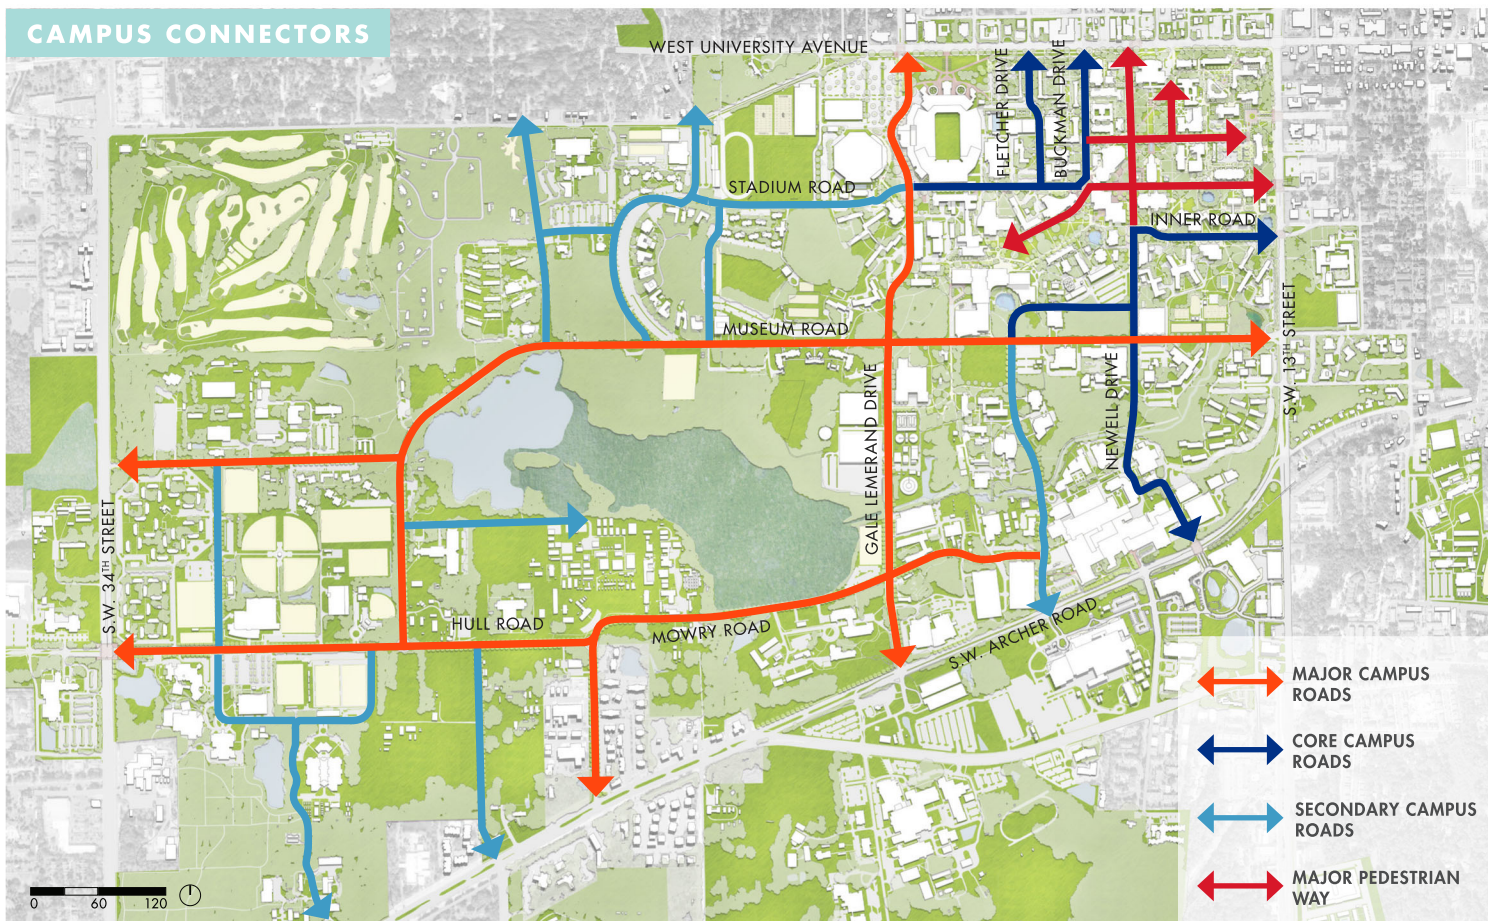 CAMPUS CONNECTORS
WEST UNIVERSITY AVENUE
FLETCHER DRIVE
BUCKMAN DRIVE
STADIUM ROAD
INNER ROAD
MUSEUM ROAD
S.W. 13TH STREET
GALE LEMERAND DRIVE
NEWELL DRIVE
S.W. 34TH STREET
HULL ROAD
MOWRY ROAD
S.W. ARCHER ROAD
MAJOR CAMPUS
ROADS
CORE CAMPUS
ROADS
SECONDARY CAMPUS
ROADS
MAJOR PEDESTRIAN
WAY
0 60 120